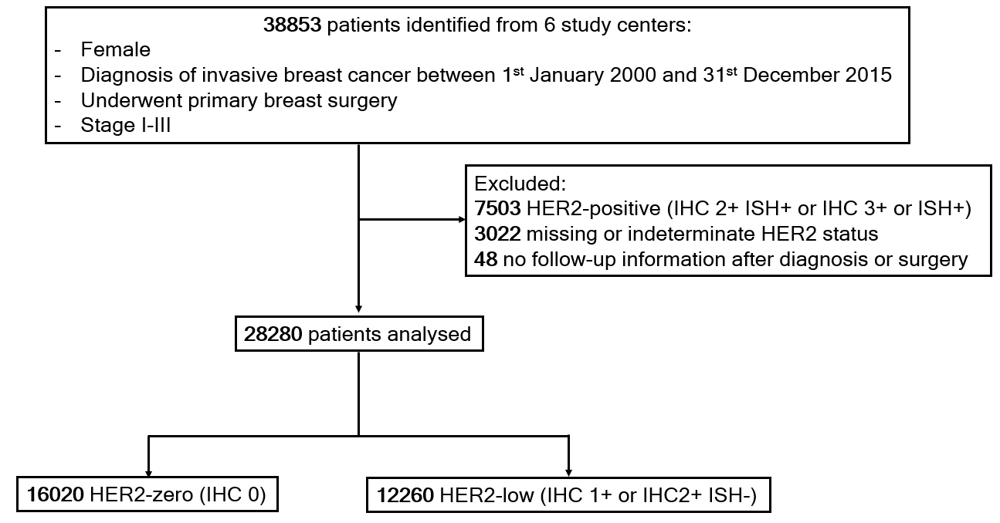 38853 patients identified from 6 study centers:
- Female
- Diagnosis of invasive breast cancer between 1st January 2000 and 31st December 2015
- Underwent primary breast surgery
- Stage I-III
Excluded:
7503 HER2-positive (IHC 2+ ISH+ or IHC 3+ or ISH+)
3022 missing or indeterminate HER2 status
48 no follow-up information after diagnosis or surgery
28280 patients analysed
16020 HER2-zero (IHC 0)
12260 HER2-low (IHC 1+ or IHC2+ ISH-)